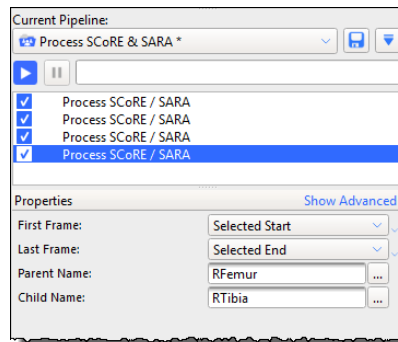 Current Pipeline:
Process SCoRE & SARA *
Process SCoRE / SARA
Process SCoRE / SARA
Process SCoRE / SARA
Process SCoRE / SARA
Properties Show Advanced
First Frame: Selected Start
Last Frame: Selected End
Parent Name: RFemur ...
Child Name: RTibia ...